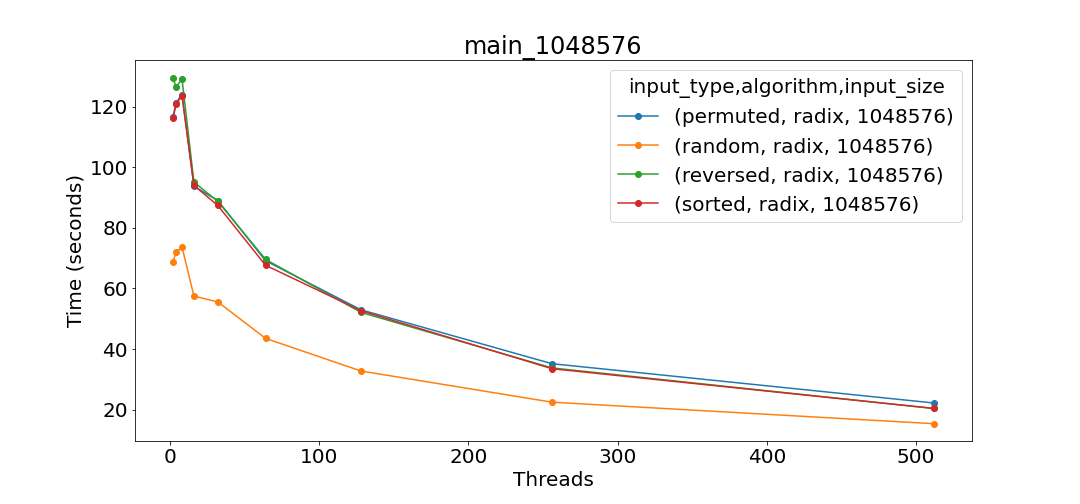 main_1048576
input_type,algorithm,input_size
(permuted, radix, 1048576)
(random, radix, 1048576)
(reversed, radix, 1048576)
(sorted, radix, 1048576)
Time (seconds)
120
100
80
60
40
20
0 100 200 300 400 500
Threads